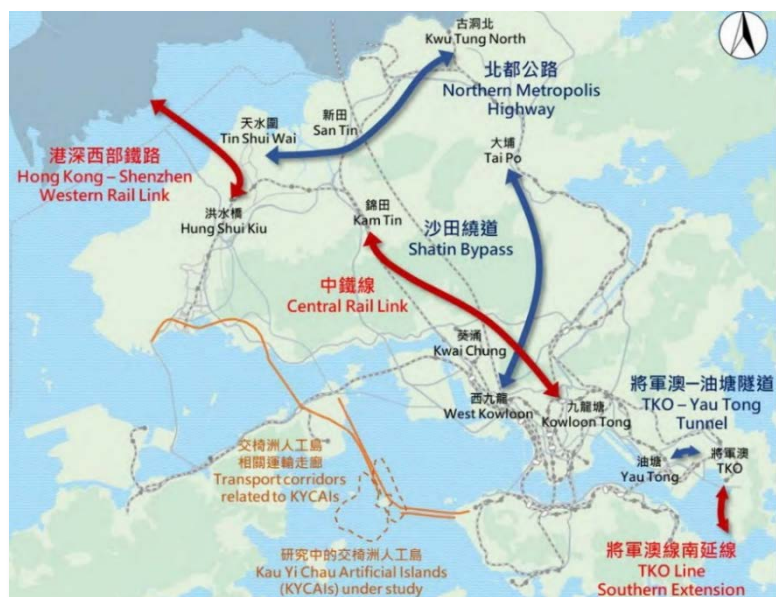 古洞北
Kwu Tung North
北都公路
Northern Metropolis
Highway
新田
San Tin
天水圍
Tin Shui Wai
大埔
Tai Po
港深西部鐵路
Hong Kong – Shenzhen
Western Rail Link
洪水橋
Hung Shui Kiu
錦田
Kam Tin
沙田繞道
Shatin Bypass
中鐵線
Central Rail Link
葵涌
Kwai Chung
西九龍
West Kowloon
九龍塘
Kowloon Tong
將軍澳—油塘隧道
TKO – Yau Tong
Tunnel
油塘
Yau Tong
將軍澳
TKO
交椅洲人工島
相關運輸走廊
Transport corridors
related to KYCAIs
研究中的交椅洲人工島
Kau Yi Chau Artificial Islands
(KYCAIs) under study
將軍澳線南延線
TKO Line
Southern Extension